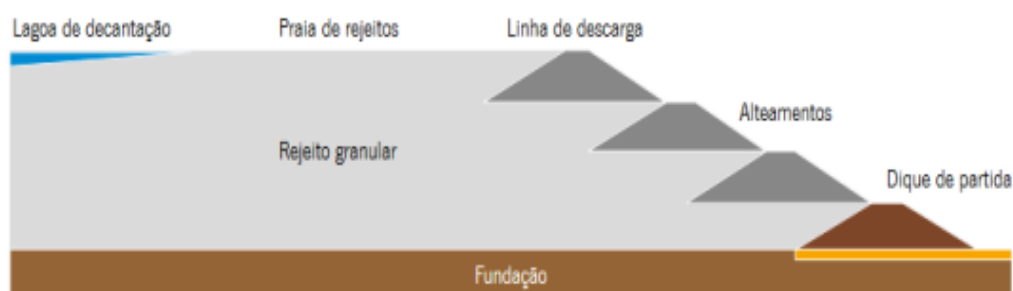 Lagoa de decantação
Praia de rejeitos
Linha de descarga
Alteamentos
Rejeito granular
Dique de partida
Fundação